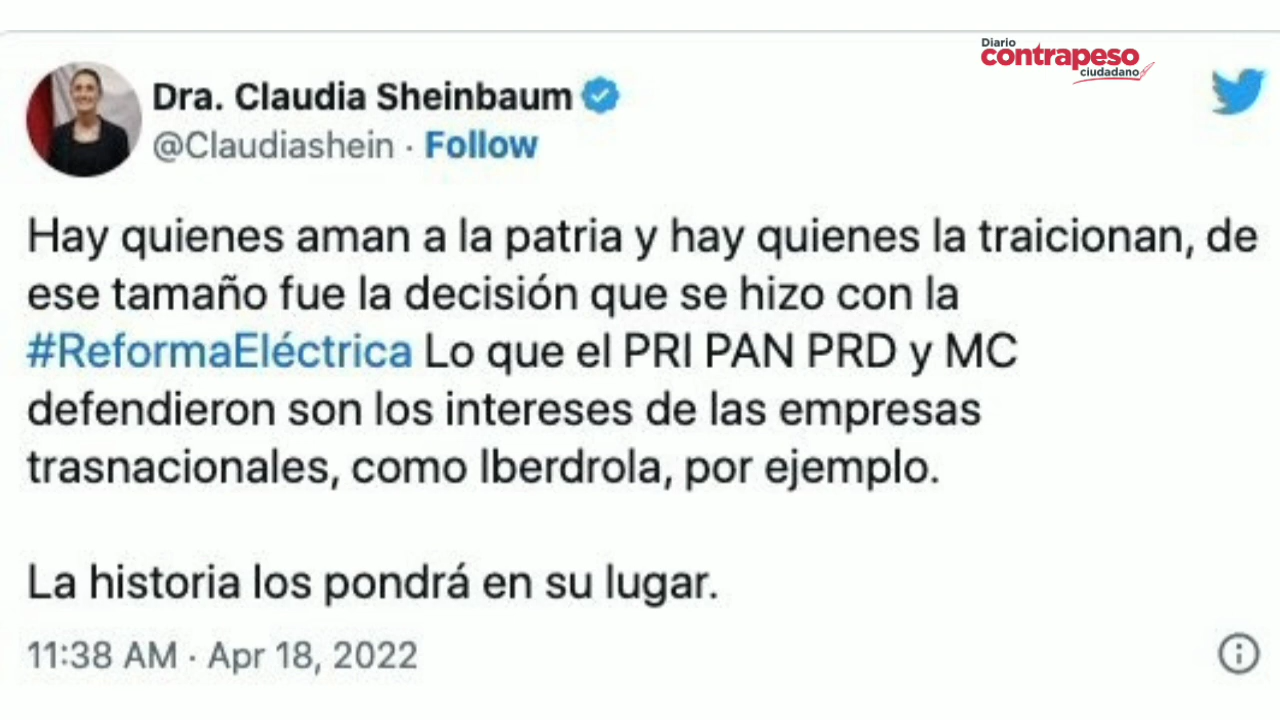 Diario
contrapeso
ciudadano
Dra. Claudia Sheinbaum
@Claudiashein · Follow
Hay quienes aman a la patria y hay quienes la traicionan, de
ese tamaño fue la decisión que se hizo con la
#ReformaEléctrica Lo que el PRI PAN PRD y MC
defendieron son los intereses de las empresas
trasnacionales, como Iberdrola, por ejemplo.
La historia los pondrá en su lugar.
11:38 AM · Apr 18, 2022